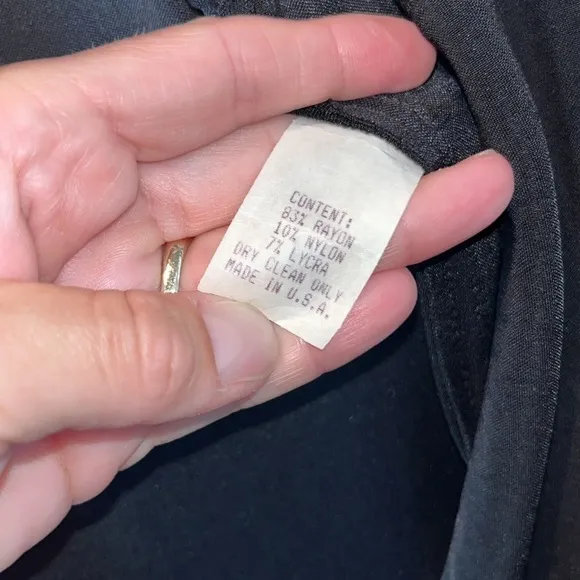 CONTENT:
83% RAYON
10% NYLON
7% LYCRA
DRY CLEAN ONLY
MADE IN U.S.A.